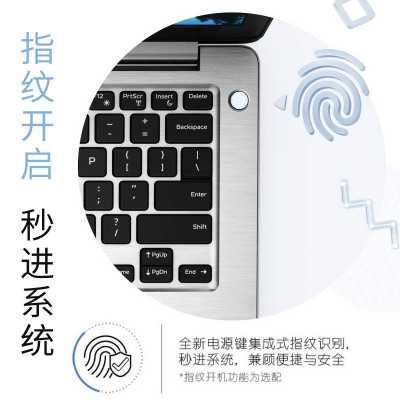 指纹开启
秒进系统
12
PrtScr
Insert
Delete
+
=
Backspace
P
{
[
}
]
|
\
:
;
"
'
Enter
?
/
Shift
▲ PgUp
▼ PgDn
ome
End →
全新电源键集成式指纹识别,
秒进系统，兼顾便捷与安全
*指纹开机功能为选配